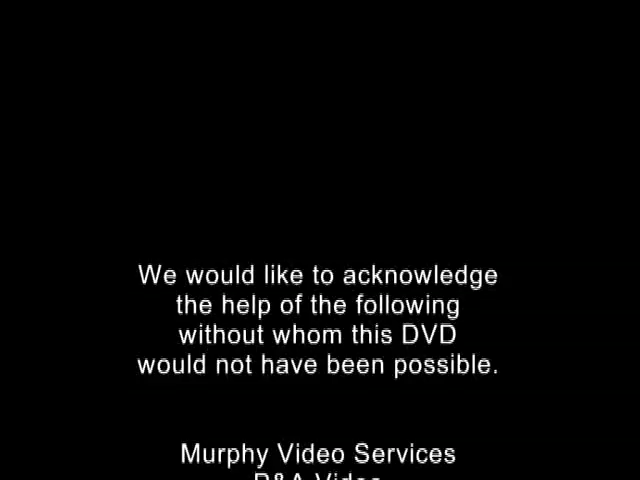 We would like to acknowledge
the help of the following
without whom this DVD
would not have been possible.
Murphy Video Services
Video